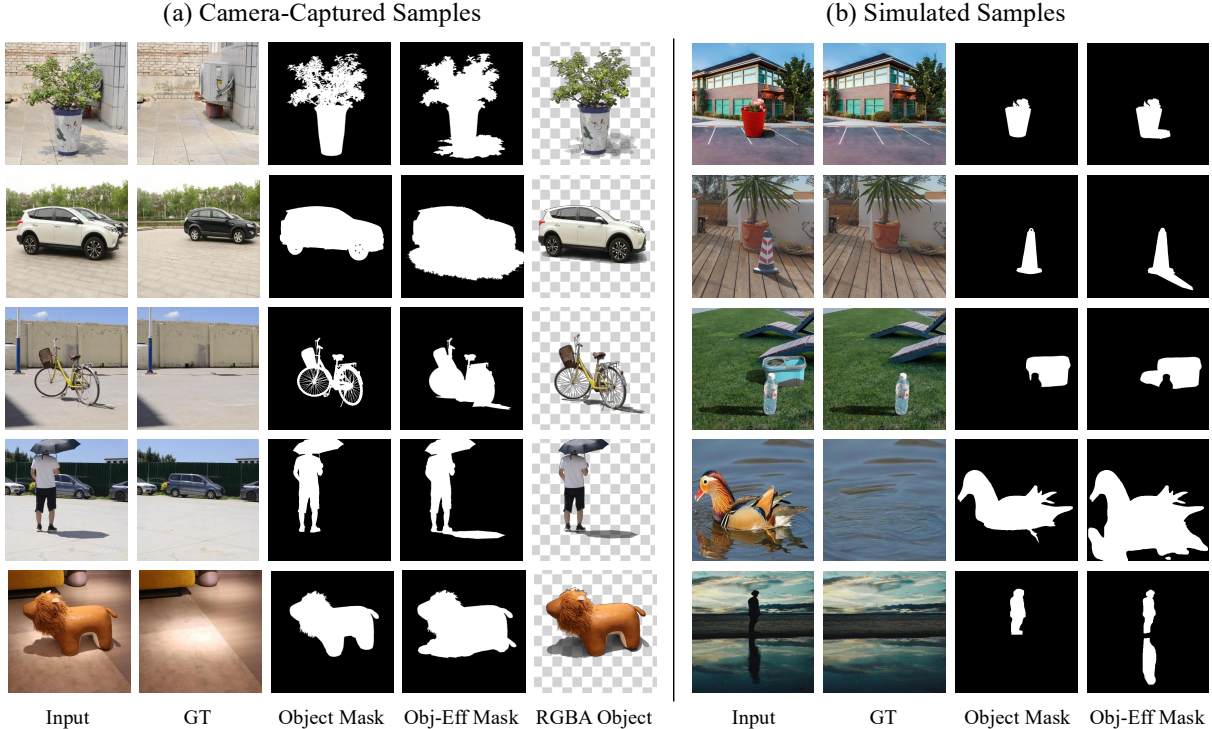 (a) Camera-Captured Samples
(b) Simulated Samples
Input GT Object Mask Obj-Eff Mask RGBA Object
Input GT Object Mask Obj-Eff Mask